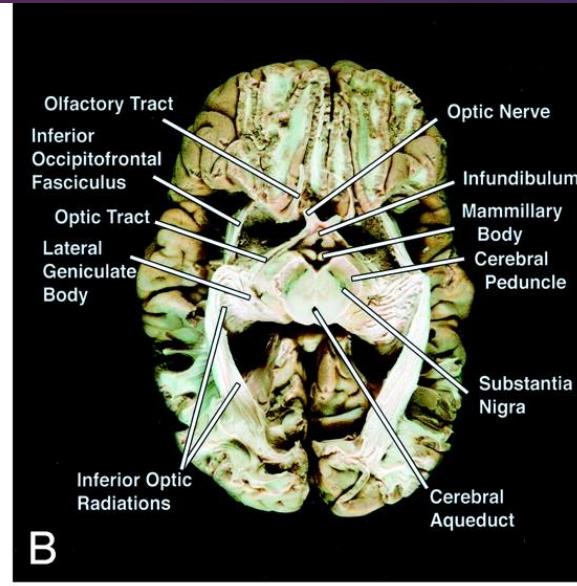 Olfactory Tract
Inferior
Occipitofrontal
Fasciculus
Optic Tract
Lateral
Geniculate
Body
Inferior Optic
Radiations
Optic Nerve
Infundibulum
Mammillary
Body
Cerebral
Peduncle
Substantia
Nigra
Cerebral
Aqueduct
B